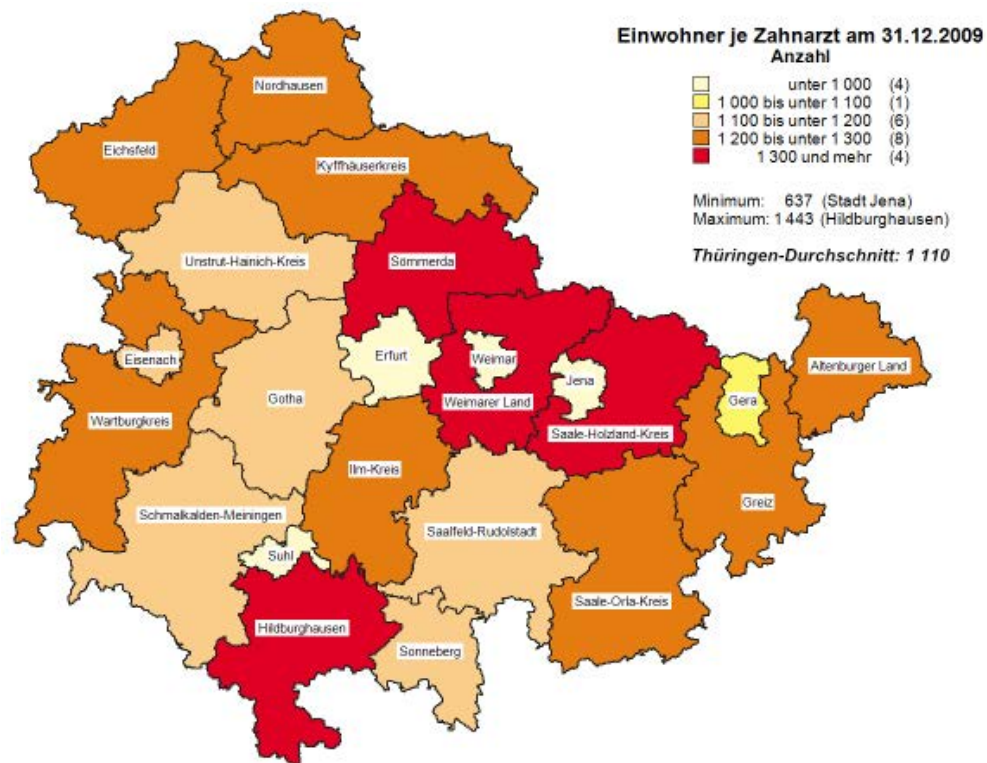 Einwohner je Zahnarzt am 31.12.2009
Anzahl
unter 1 000 (4)
1 000 bis unter 1 100 (1)
1 100 bis unter 1 200 (6)
1 200 bis unter 1 300 (8)
1 300 und mehr (4)
Minimum: 637 (Stadt Jena)
Maximum: 1 443 (Hildburghausen)
Thüringen-Durchschnitt: 1 110
Nordhausen
Eichsfeld
Kyffhäuserkreis
Unstrut-Hainich-Kreis
Sömmerda
Eisenach
Erfurt
Weimar
Jena
Altenburger Land
Gotha
Weimarer Land
Gera
Wartburgkreis
Saale-Holzland-Kreis
Ilm-Kreis
Greiz
Schmalkalden-Meiningen
Saalfeld-Rudolstadt
Suhl
Saale-Orla-Kreis
Hildburghausen
Sonneberg